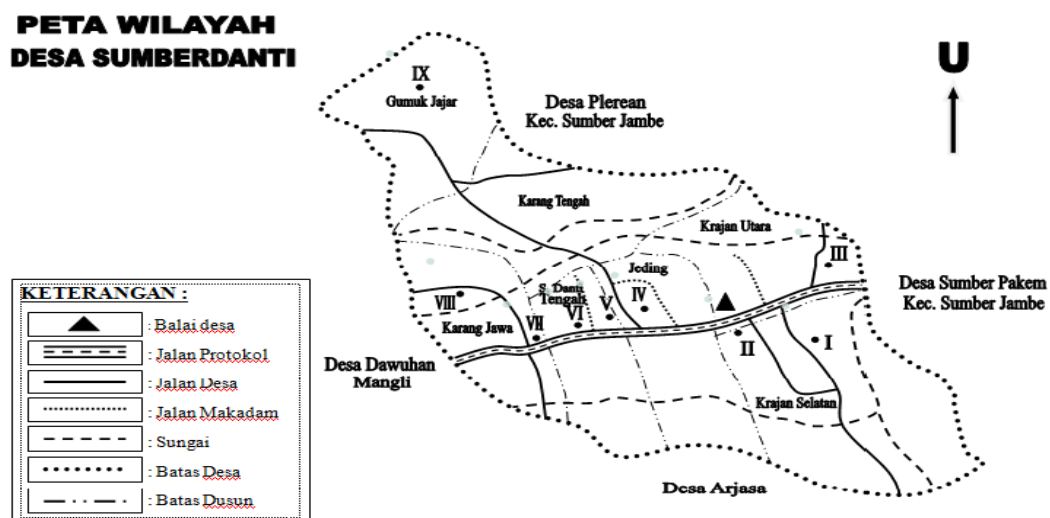 PETA WILAYAH
DESA SUMBERDANTI
U
IX
Gumuk Jajar
Desa Plerean
Kec. Sumber Jambe
Karang Tengah
Krajan Utara
III
Jeding
Desa Sumber Pakem
Kec. Sumber Jambe
S. Danti
Tengah
VIII
VI
V
IV
Karang Jawa
VII
II
I
Desa Dawuhan
Mangli
Krajan Selatan
Desa Arjasa
KETERANGAN :
: Balai desa
: Jalan Protokol
: Jalan Desa
: Jalan Makadam
: Sungai
: Batas Desa
: Batas Dusun